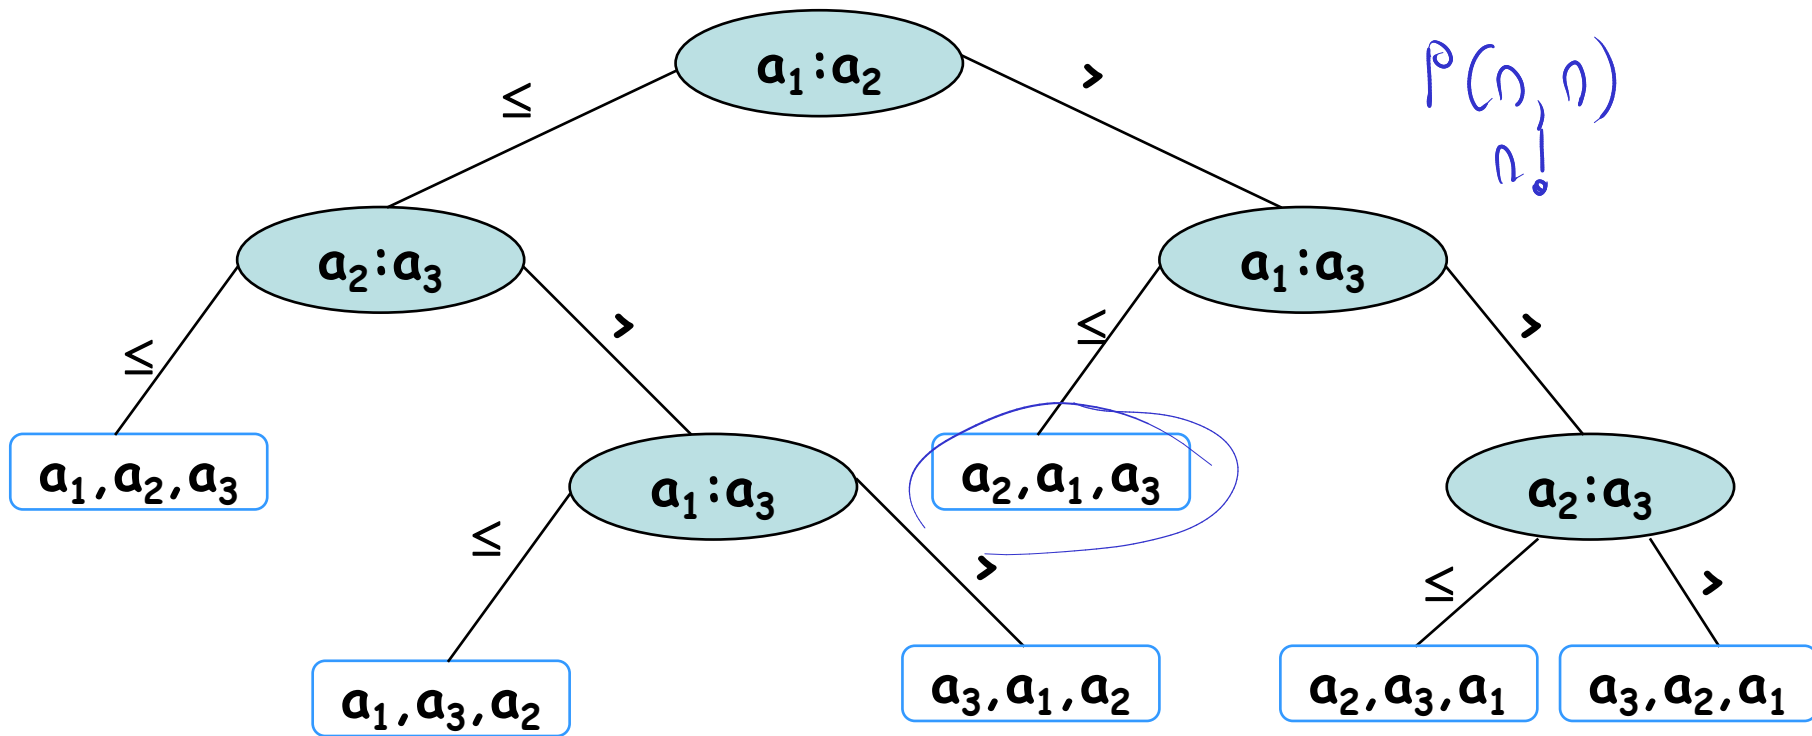 a₁:a₂
≤
>
P(n,n)
n!
a₂:a₃
a₁:a₃
≤
>
≤
>
a₁,a₂,a₃
a₁:a₃
a₂,a₁,a₃
a₂:a₃
≤
>
≤
>
a₁,a₃,a₂
a₃,a₁,a₂
a₂,a₃,a₁
a₃,a₂,a₁